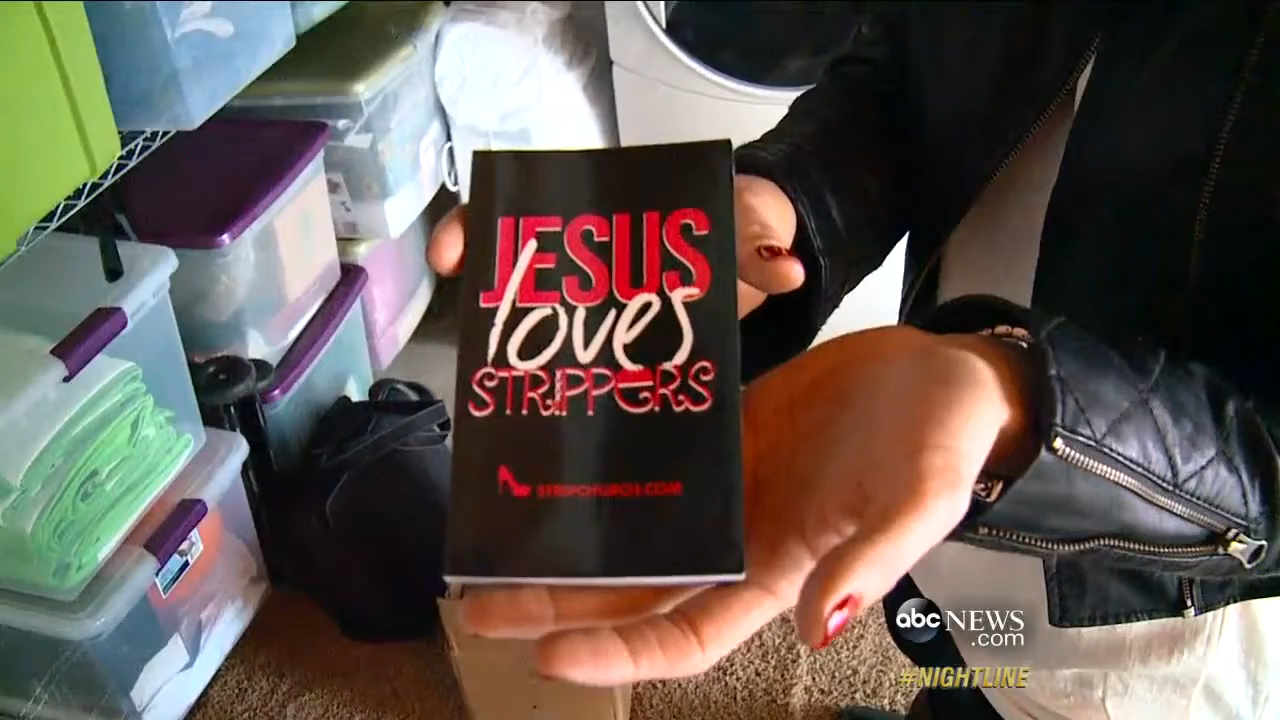 JESUS
loves
STRIPPERS
STRIPCHURCH.COM
abc NEWS
.com
#NIGHTLINE